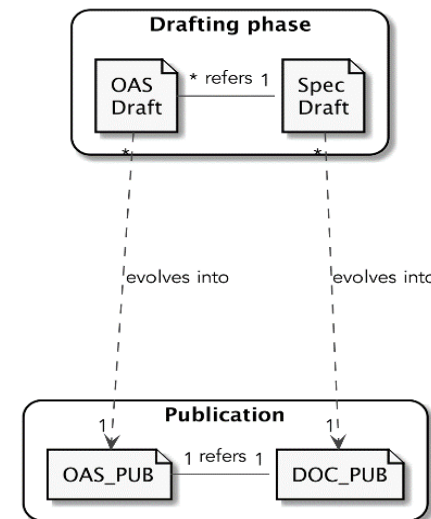 Drafting phase
OAS
Draft
* refers 1
Spec
Draft
*
*
evolves into
evolves into
1
1
Publication
OAS_PUB
1 refers 1
DOC_PUB